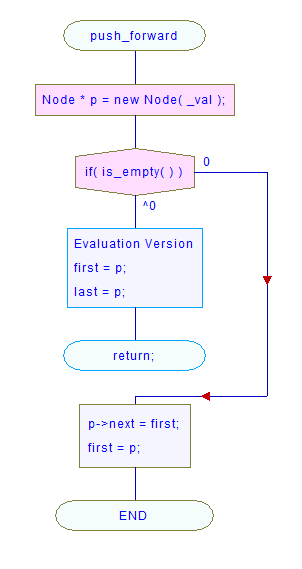 push_forward
Node * p = new Node( _val );
if( is_empty( ) )
0
^0
Evaluation Version
first = p;
last = p;
return;
p->next = first;
first = p;
END